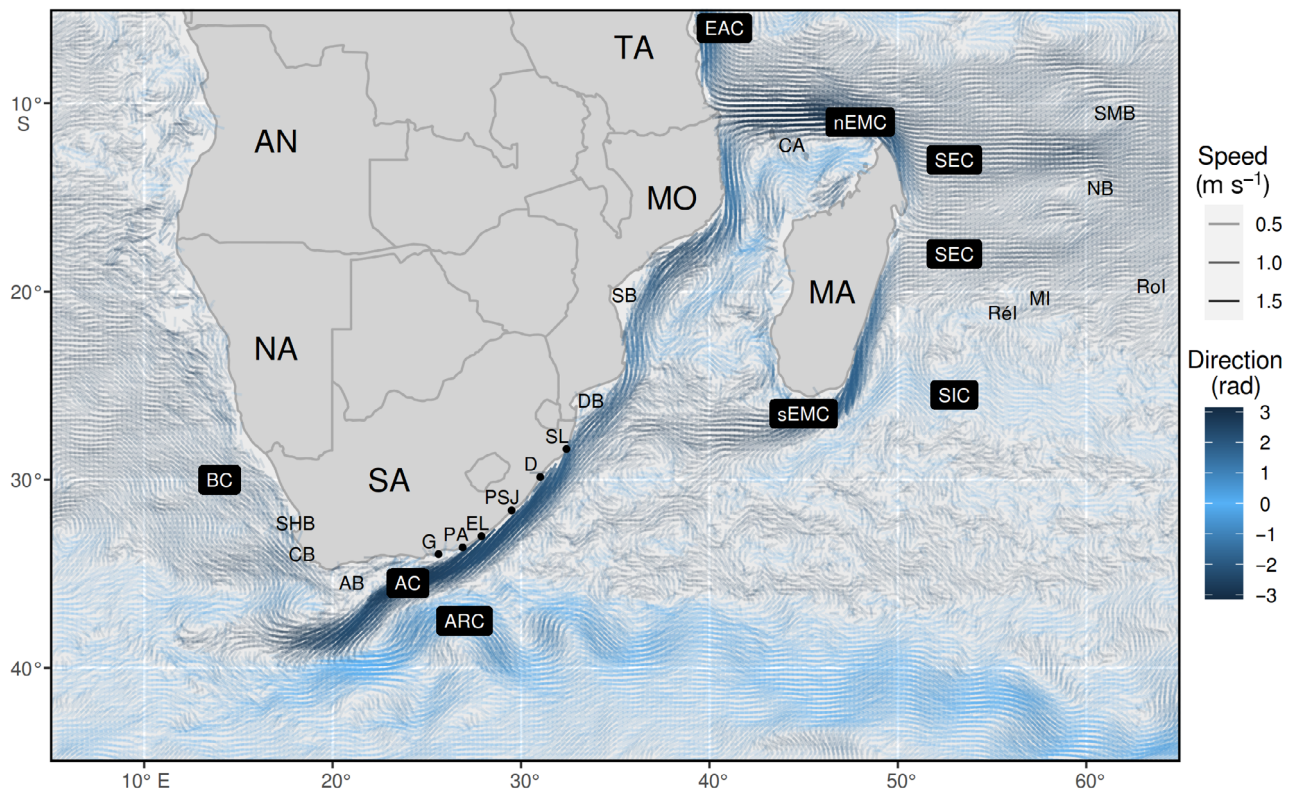 EAC
TA
10°
S
AN
nEMC
SMB
CA
SEC
MO
NB
SEC
20°
SB
MA
RoI
MI
RéI
NA
DB
SIC
sEMC
SL
D
30°
BC
SA
PSJ
SHB
EL
PA
G
CB
AB
AC
ARC
40°
10° E
20°
30°
40°
50°
60°
Speed
(m s⁻¹)
0.5
1.0
1.5
Direction
(rad)
3
2
1
0
−1
−2
−3